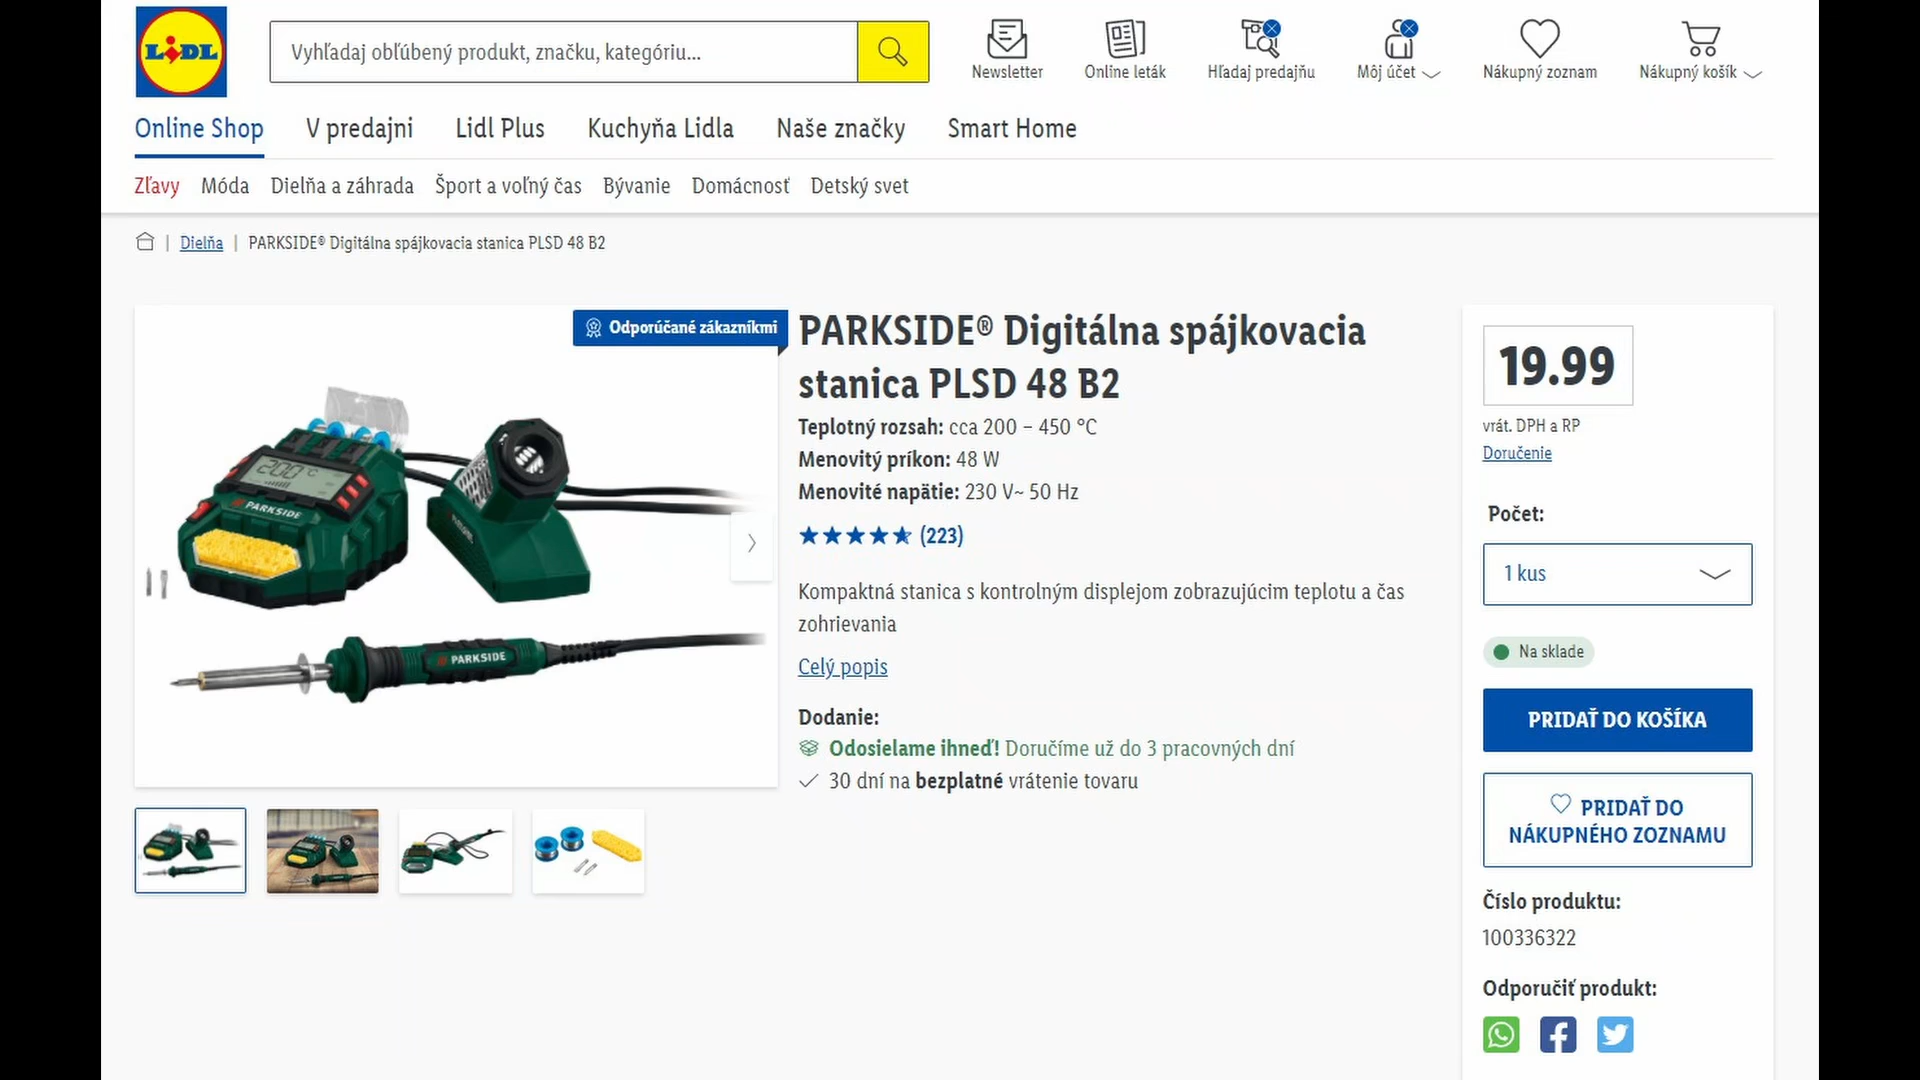 LIDL
Vyhľadaj obľúbený produkt, značku, kategóriu...
Newsletter
Online leták
Hľadaj predajňu
Môj účet
Nákupný zoznam
Nákupný košík
Online Shop
V predajni
Lidl Plus
Kuchyňa Lidla
Naše značky
Smart Home
Zľavy
Móda
Dielňa a záhrada
Šport a voľný čas
Bývanie
Domácnosť
Detský svet
| Dielňa | PARKSIDE® Digitálna spájkovacia stanica PLSD 48 B2
Odporúčané zákazníkmi
200°C
PARKSIDE
PARKSIDE
PARKSIDE® Digitálna spájkovacia
stanica PLSD 48 B2
Teplotný rozsah: cca 200 – 450 °C
Menovitý príkon: 48 W
Menovité napätie: 230 V~ 50 Hz
(223)
Kompaktná stanica s kontrolným displejom zobrazujúcim teplotu a čas
zohrievania
Celý popis
Dodanie:
Odosielame ihneď! Doručíme už do 3 pracovných dní
30 dní na bezplatné vrátenie tovaru
19.99
vrát. DPH a RP
Doručenie
Počet:
1 kus
Na sklade
PRIDAŤ DO KOŠÍKA
PRIDAŤ DO
NÁKUPNÉHO ZOZNAMU
Číslo produktu:
100336322
Odporučiť produkt: